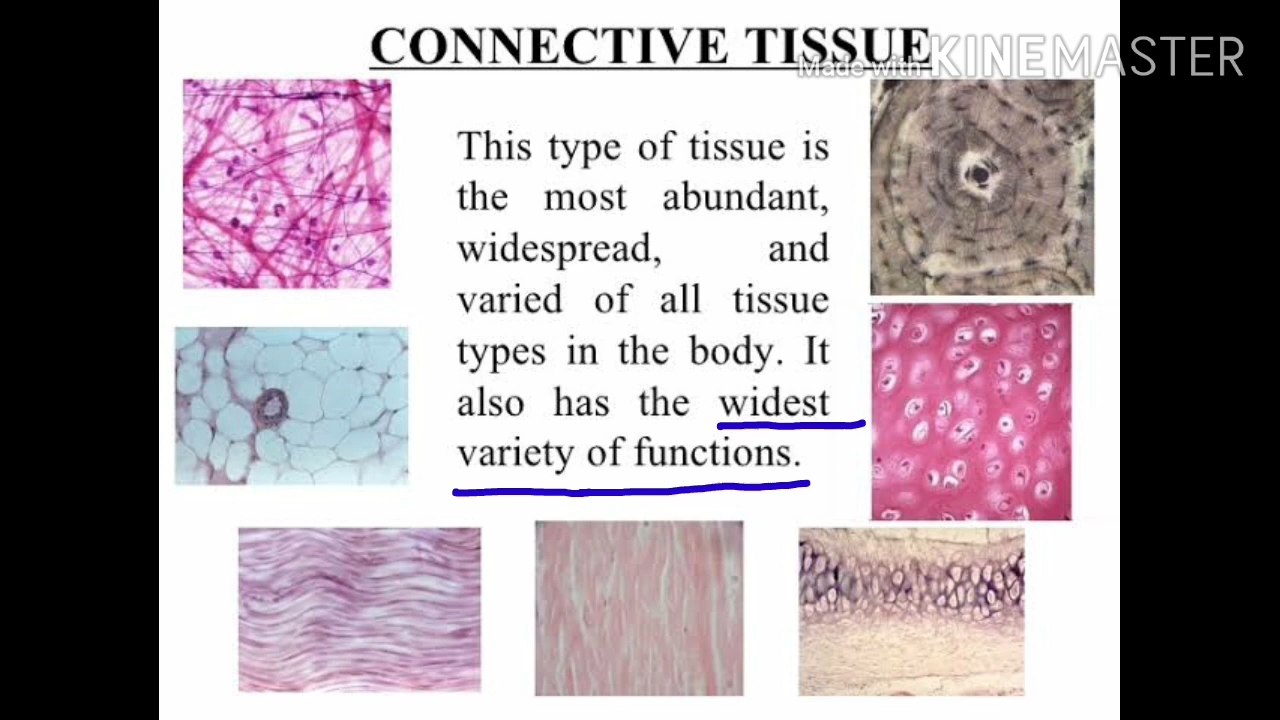 CONNECTIVE TISSUE
Made with KINEMASTER
This type of tissue is
the most abundant,
widespread, and
varied of all tissue
types in the body. It
also has the widest
variety of functions.